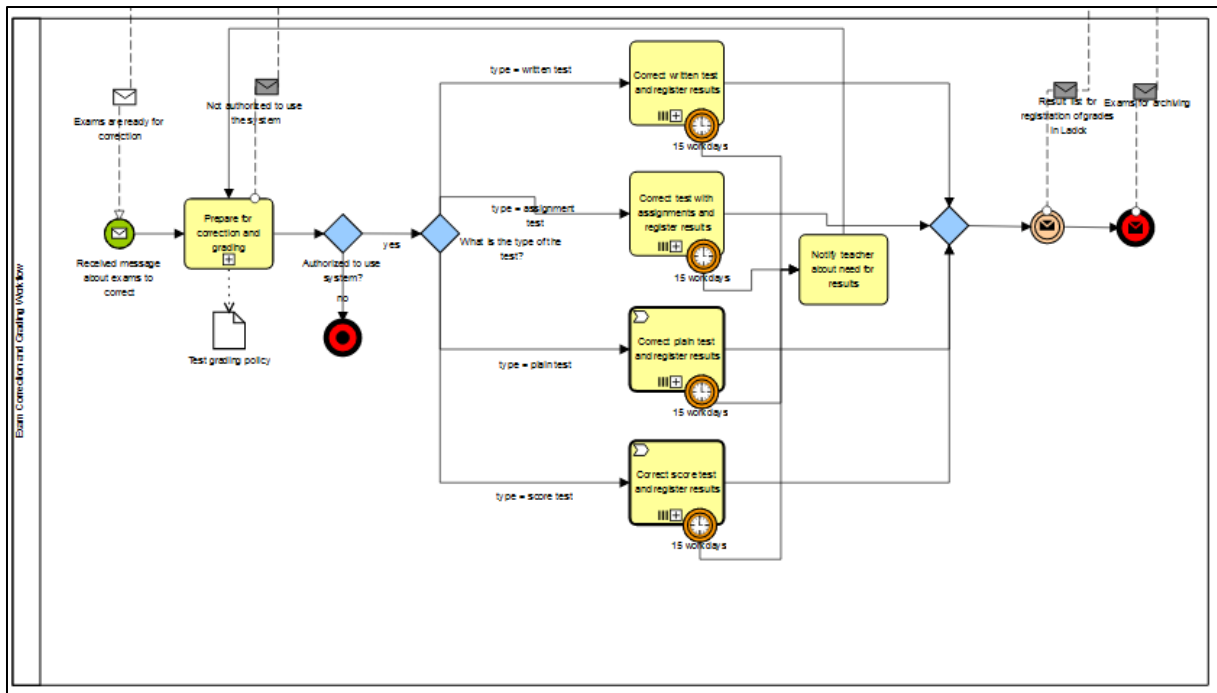 Exam Correction and Grading Workflow
Exams are ready for
correction
Not authorized to use
the system
Received message
about exams to
correct
Prepare for
correction and
grading
Test grading policy
Authorized to use
system?
yes
no
What is the type of the
test?
type = written test
type = assignment
test
type = plain test
type = score test
Correct written test
and register results
15 workdays
Correct test with
assignments and
register results
15 workdays
Correct plain test
and register results
15 workdays
Correct score test
and register results
15 workdays
Notify teacher
about need for
results
Result list for
registration of grades
in Ladok
Exams for archiving